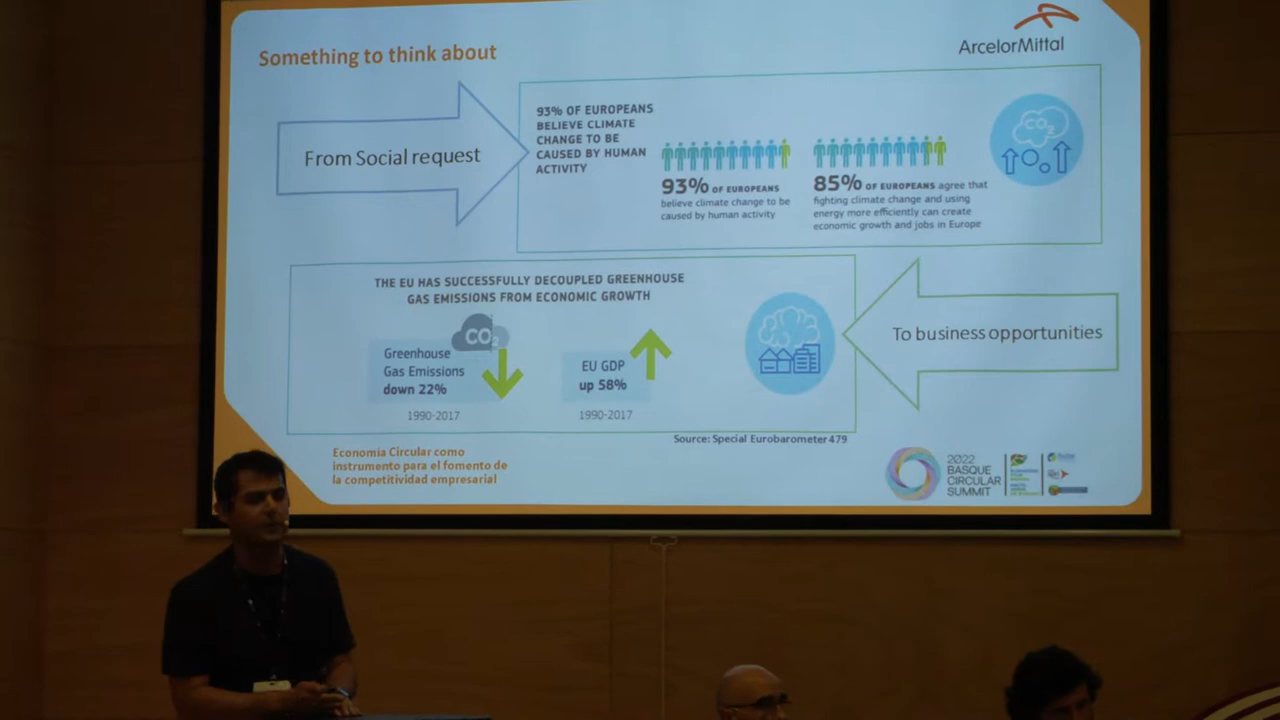 Something to think about
ArcelorMittal
From Social request
93% OF EUROPEANS
BELIEVE CLIMATE
CHANGE TO BE
CAUSED BY HUMAN
ACTIVITY
93% OF EUROPEANS
believe climate change to be
caused by human activity
85% OF EUROPEANS agree that
fighting climate change and using
energy more efficiently can create
economic growth and jobs in Europe
CO2
THE EU HAS SUCCESSFULLY DECOUPLED GREENHOUSE
GAS EMISSIONS FROM ECONOMIC GROWTH
CO2
Greenhouse
Gas Emissions
down 22%
1990-2017
EU GDP
up 58%
1990-2017
To business opportunities
Source: Special Eurobarometer 479
Economía Circular como
instrumento para el fomento de
la competitividad empresarial
2022
BASQUE
CIRCULAR
SUMMIT